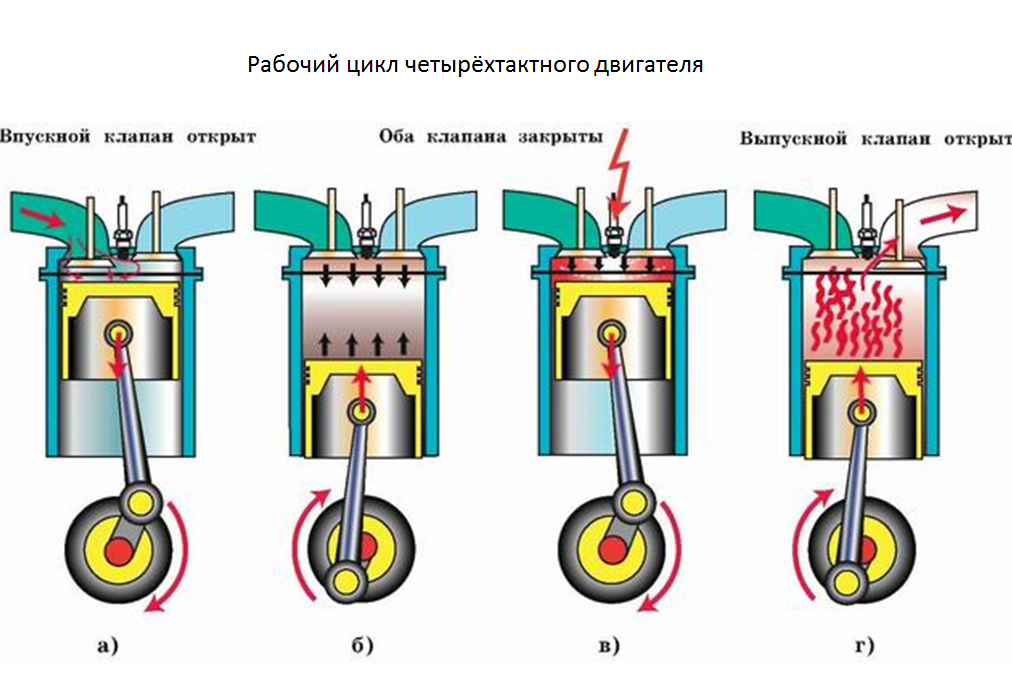 Рабочий цикл четырёхтактного двигателя
Впускной клапан открыт
Оба клапана закрыты
Выпускной клапан открыт
а)
б)
в)
г)